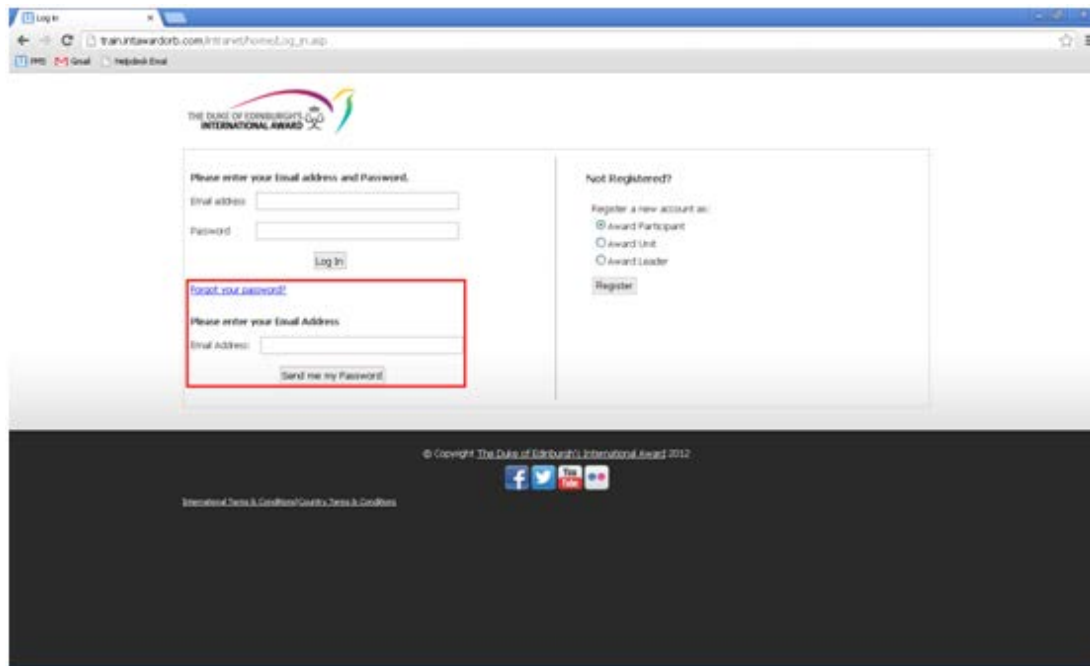 Log In
train.intawardorb.com/intranet/home/Log_in.asp
Gmail
Helpdesk Email
THE DUKE OF EDINBURGH'S
INTERNATIONAL AWARD
Please enter your Email address and Password.
Email address
Password
Log In
Forgot your password?
Please enter your Email Address
Email Address:
Send me my Password
Not Registered?
Register a new account as:
Award Participant
Award Unit
Award Leader
Register
© Copyright The Duke of Edinburgh's International Award 2012
You
Tube
International Terms & Conditions|Country Terms & Conditions